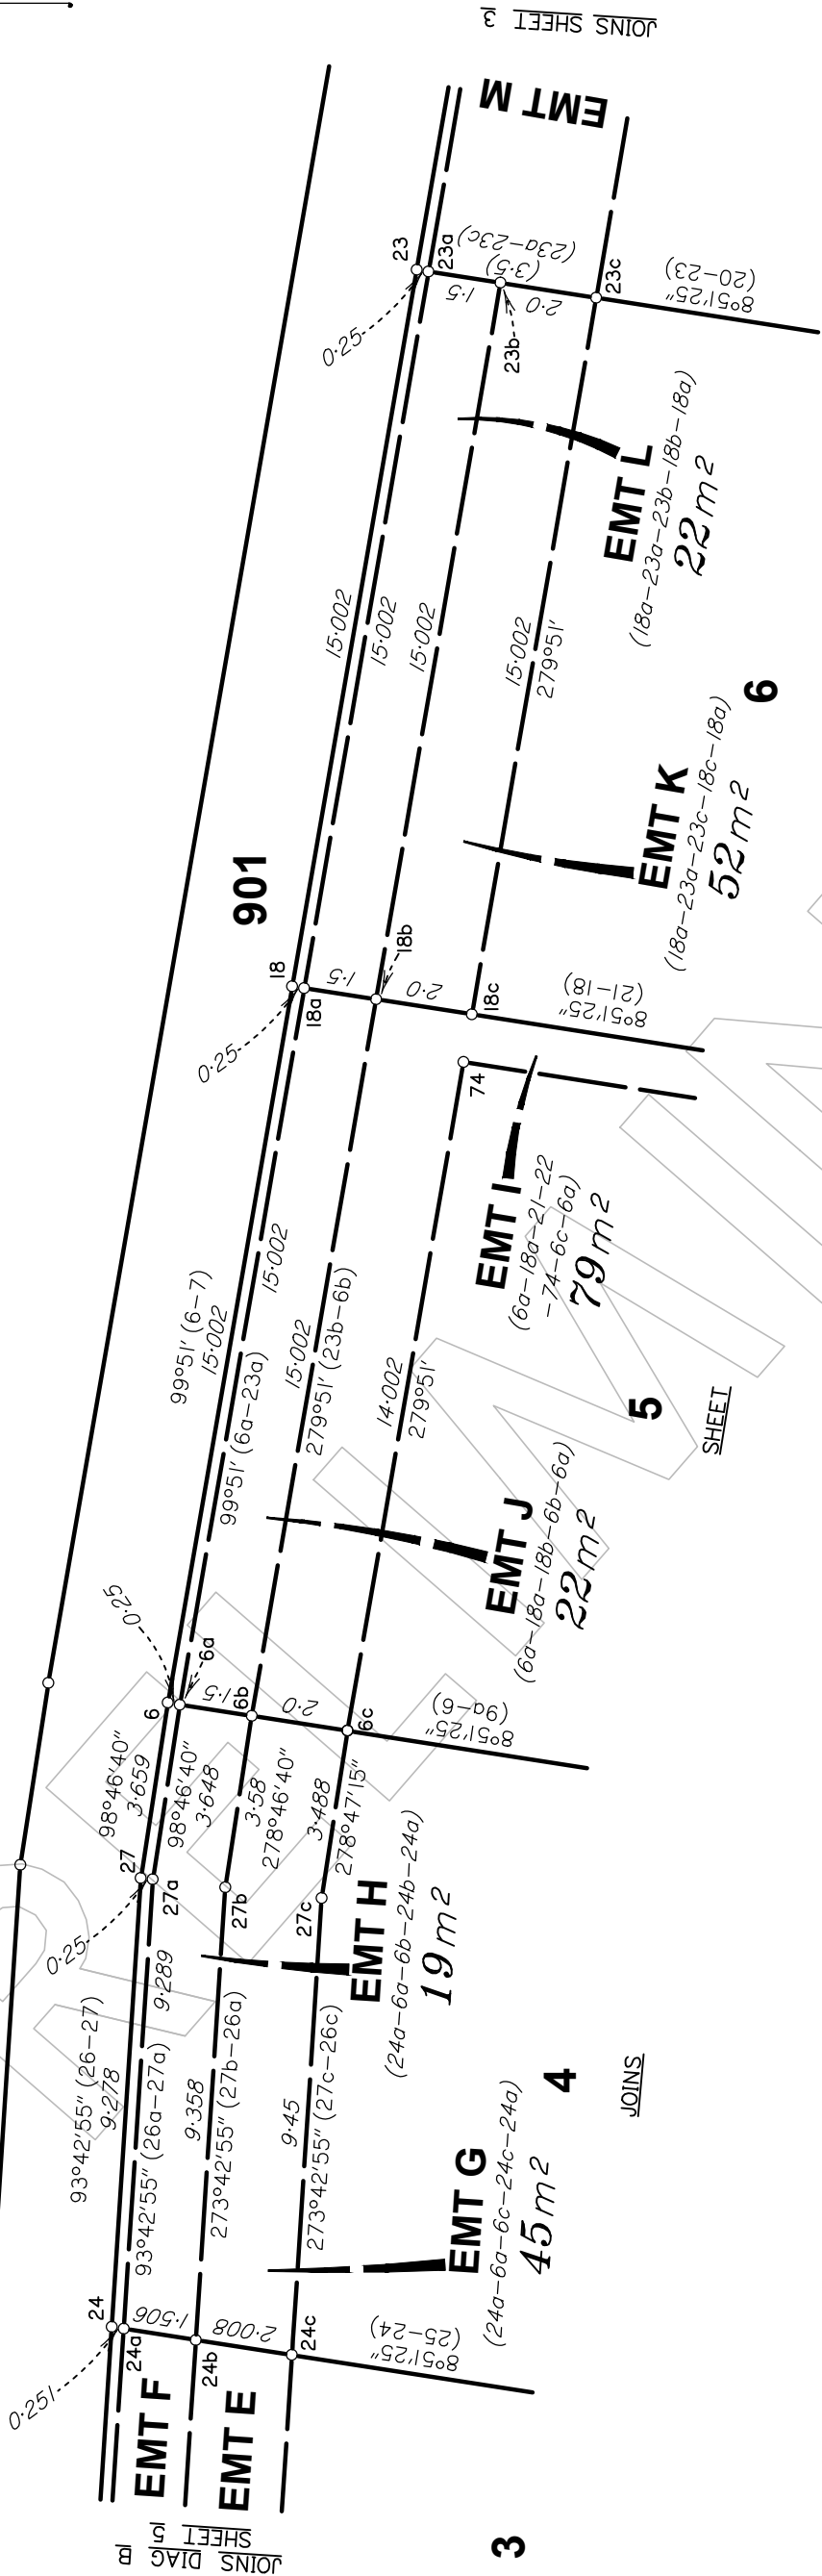 JOINS SHEET 3
EMT M
23
23a
0·25
1·5
(3·5)
(23a-23c)
2·0
23b
23c
8°51'25"
(20-23)
EMT L
(18a-23a-23b-18b-18a)
22m2
15·002
15·002
15·002
15·002
279°51'
6
EMT K
(18a-23a-23c-18c-18a)
52m2
901
18
18a
0·25
1·5
18b
2·0
18c
8°51'25"
(21-18)
74
EMT I
(6a-18a-21-22
-74-6c-6a)
79m2
99°51' (6-7)
15·002
15·002
99°51' (6a-23a)
15·002
279°51' (23b-6b)
14·002
279°51'
5
SHEET
EMT J
(6a-18a-18b-6b-6a)
22m2
0·25
6
6a
1·5
6b
2·0
6c
8°51'25"
(9a-6)
98°46'40"
3·659
98°46'40"
3·648
3·58
278°46'40"
3·488
278°47'15"
27
27a
0·25
27b
27c
EMT H
(24a-6a-6b-24b-24a)
19m2
93°42'55" (26-27)
9·278
9·289
93°42'55" (26a-27a)
9·358
273°42'55" (27b-26a)
9·45
273°42'55" (27c-26c)
4
JOINS
EMT G
(24a-6a-6c-24c-24a)
45m2
24
24a
0·251
1·506
24b
2·008
24c
8°51'25"
(25-24)
EMT F
EMT E
JOINS DIAG B
SHEET 5
3